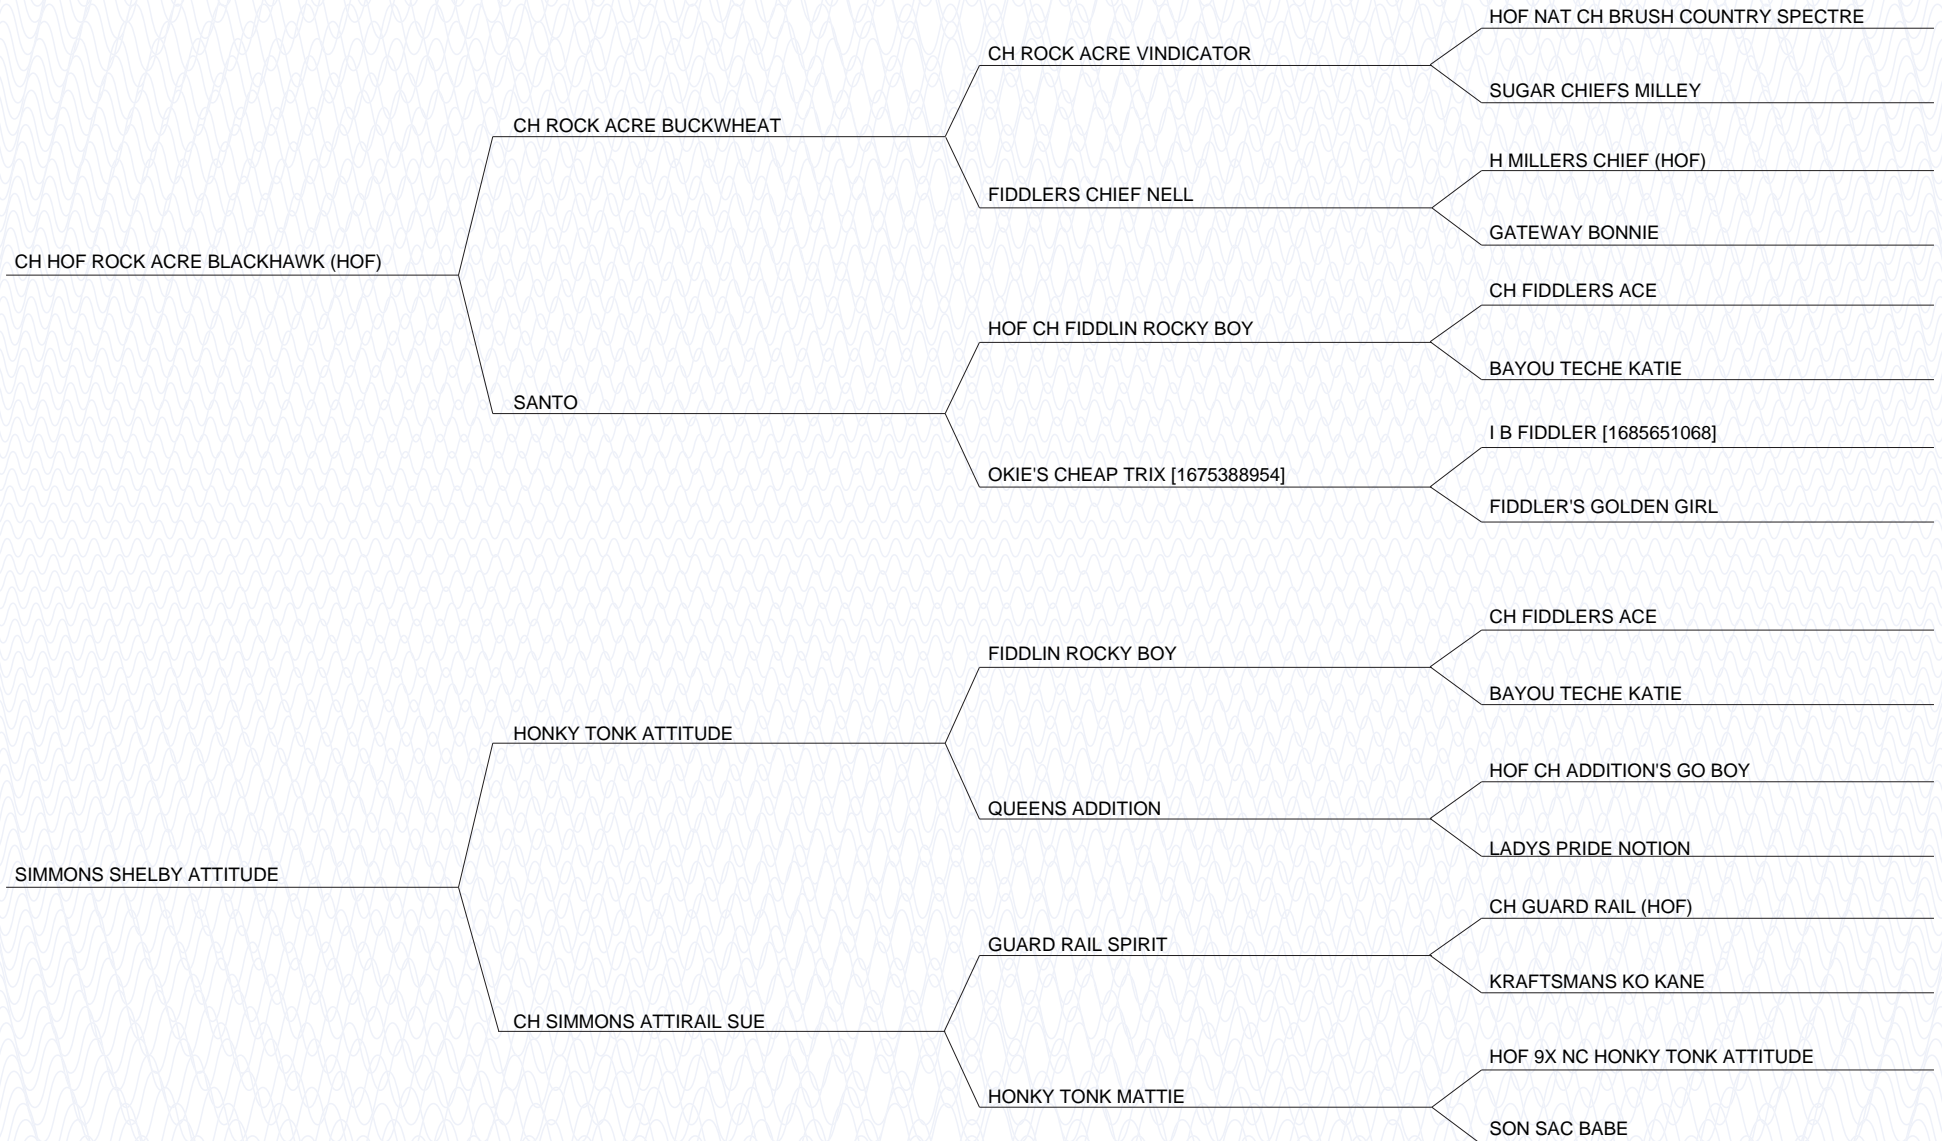 HOF NAT CH BRUSH COUNTRY SPECTRE
CH ROCK ACRE VINDICATOR
SUGAR CHIEFS MILLEY
CH ROCK ACRE BUCKWHEAT
H MILLERS CHIEF (HOF)
FIDDLERS CHIEF NELL
GATEWAY BONNIE
CH HOF ROCK ACRE BLACKHAWK (HOF)
CH FIDDLERS ACE
HOF CH FIDDLIN ROCKY BOY
BAYOU TECHE KATIE
SANTO
I B FIDDLER [1685651068]
OKIE'S CHEAP TRIX [1675388954]
FIDDLER'S GOLDEN GIRL
CH FIDDLERS ACE
FIDDLIN ROCKY BOY
BAYOU TECHE KATIE
HONKY TONK ATTITUDE
HOF CH ADDITION'S GO BOY
QUEENS ADDITION
LADYS PRIDE NOTION
SIMMONS SHELBY ATTITUDE
CH GUARD RAIL (HOF)
GUARD RAIL SPIRIT
KRAFTSMANS KO KANE
CH SIMMONS ATTIRAIL SUE
HOF 9X NC HONKY TONK ATTITUDE
HONKY TONK MATTIE
SON SAC BABE